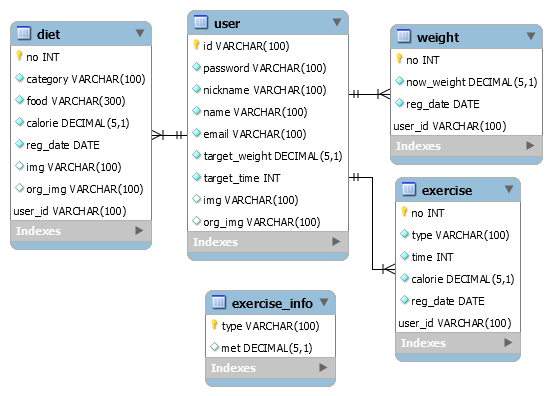 diet
no INT
category VARCHAR(100)
food VARCHAR(300)
calorie DECIMAL(5,1)
reg_date DATE
img VARCHAR(100)
org_img VARCHAR(100)
user_id VARCHAR(100)
Indexes
user
id VARCHAR(100)
password VARCHAR(100)
nickname VARCHAR(100)
name VARCHAR(100)
email VARCHAR(100)
target_weight DECIMAL(5,1)
target_time INT
img VARCHAR(100)
org_img VARCHAR(100)
Indexes
weight
no INT
now_weight DECIMAL(5,1)
reg_date DATE
user_id VARCHAR(100)
Indexes
exercise
no INT
type VARCHAR(100)
time INT
calorie DECIMAL(5,1)
reg_date DATE
user_id VARCHAR(100)
Indexes
exercise_info
type VARCHAR(100)
met DECIMAL(5,1)
Indexes